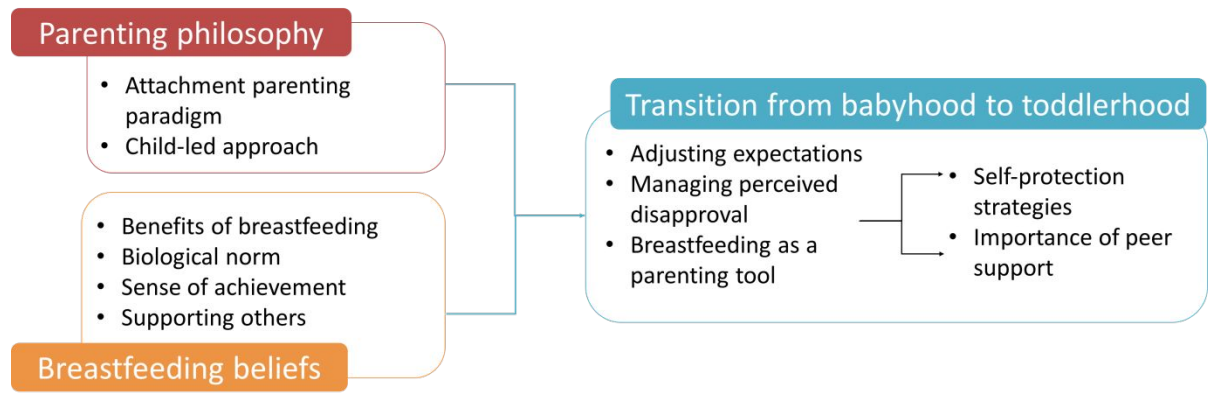 Parenting philosophy
• Attachment parenting
paradigm
• Child-led approach
• Benefits of breastfeeding
• Biological norm
• Sense of achievement
• Supporting others
Breastfeeding beliefs
Transition from babyhood to toddlerhood
• Adjusting expectations
• Managing perceived
disapproval
• Breastfeeding as a
parenting tool
• Self-protection
strategies
• Importance of peer
support